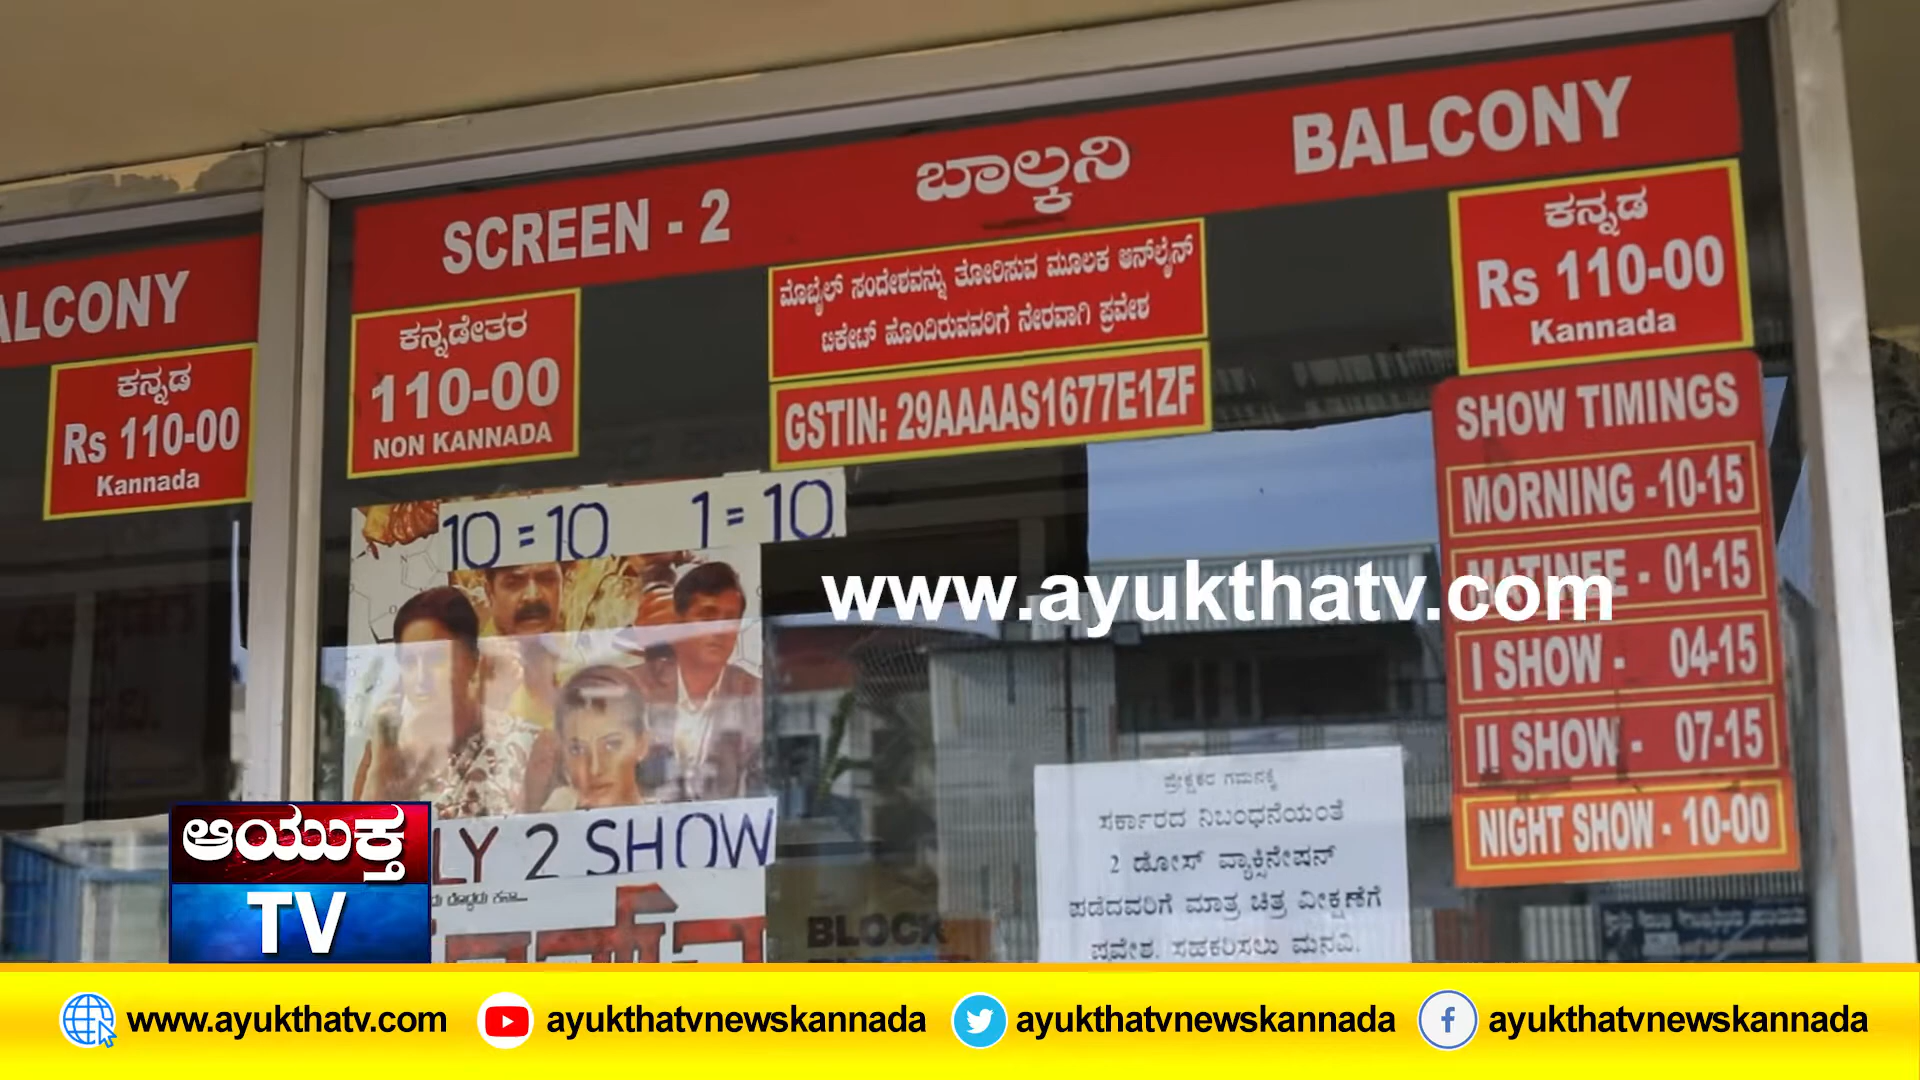 SCREEN - 2 ಬಾಲ್ಕನಿ BALCONY
ALCONY
ಕನ್ನಡ
Rs 110-00
Kannada
ಕನ್ನಡೇತರ
110-00
NON KANNADA
ಮೊಬೈಲ್ ಸಂದೇಶವನ್ನು ತೋರಿಸುವ ಮೂಲಕ ಆನ್‌ಲೈನ್
ಟಿಕೇಟ್ ಹೊಂದಿರುವವರಿಗೆ ನೇರವಾಗಿ ಪ್ರವೇಶ
GSTIN: 29AAAAS1677E1ZF
ಕನ್ನಡ
Rs 110-00
Kannada
SHOW TIMINGS
MORNING -10-15
MATINEE - 01-15
I SHOW - 04-15
II SHOW - 07-15
NIGHT SHOW - 10-00
10 = 10 1 = 10
www.ayukthatv.com
LY 2 SHOW
BLOCK
ಪ್ರೇಕ್ಷಕರ ಗಮನಕ್ಕೆ
ಸರ್ಕಾರದ ನಿಬಂಧನೆಯಂತೆ
2 ಡೋಸ್ ವ್ಯಾಕ್ಸಿನೇಷನ್
ಪಡೆದವರಿಗೆ ಮಾತ್ರ ಚಿತ್ರ ವೀಕ್ಷಣೆಗೆ
ಪ್ರವೇಶ. ಸಹಕರಿಸಲು ಮನವಿ.
ಆಯುಕ್ತ
TV
www.ayukthatv.com ayukthatvnewskannada ayukthatvnewskannada ayukthatvnewskannada